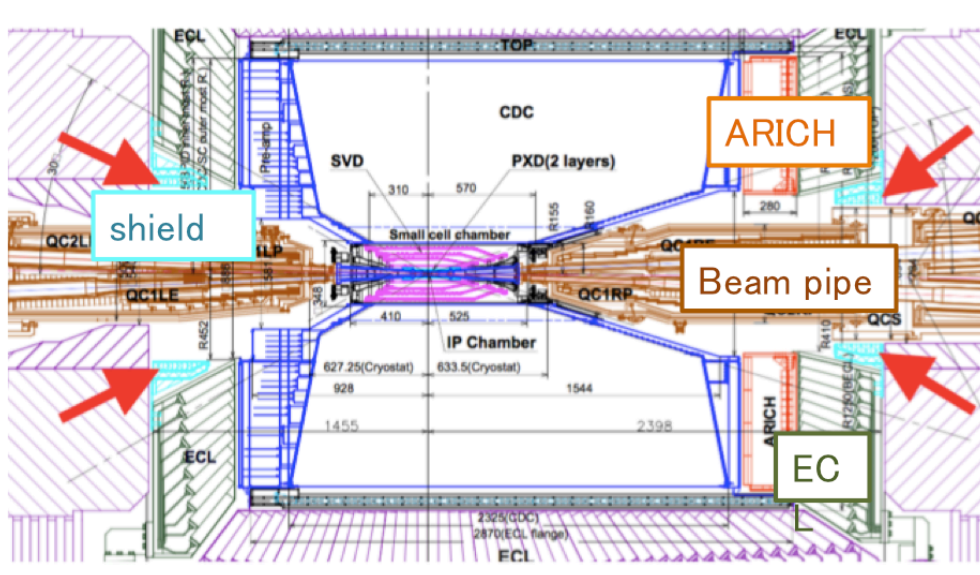 ECL
TOP
ECL
CDC
ARICH
Pre-amp
SVD
PXD(2 layers)
310
570
280
shield
R155
Small cell chamber
QC1RP
Beam pipe
QC1LE
348
410
525
R452
R410
QCS
IP Chamber
627.25(Cryostat)
633.5(Cryostat)
928
1544
1455
2398
ARICH
ECL
EC
L
2325(CDC)
2870(ECL flange)
ECL